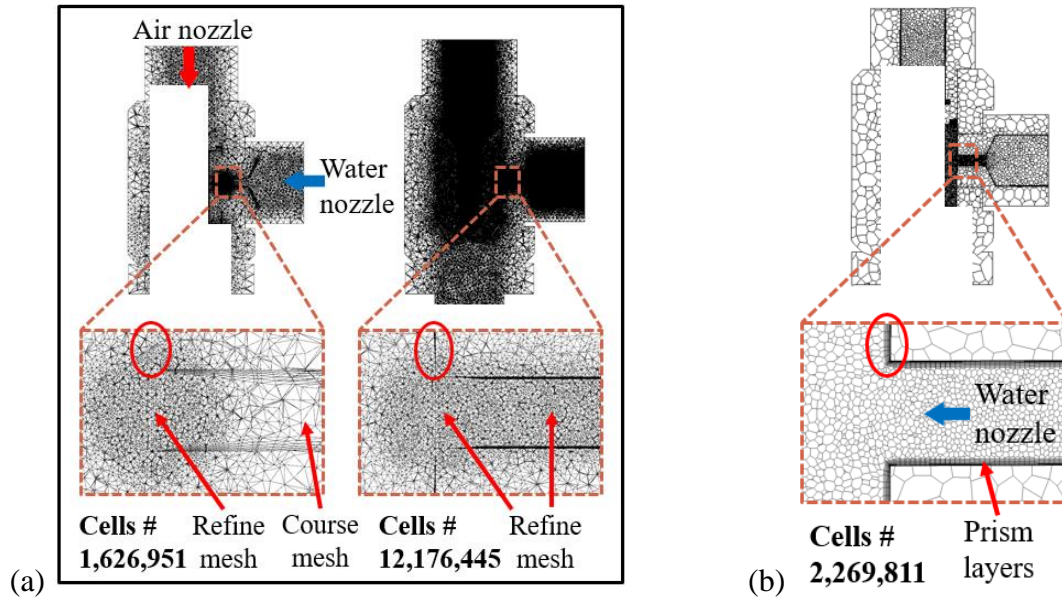 Air nozzle
Water
nozzle
Cells #
1,626,951
Refine
mesh
Course
mesh
Cells #
12,176,445
Refine
mesh
(a)
Water
nozzle
Cells #
2,269,811
Prism
layers
(b)